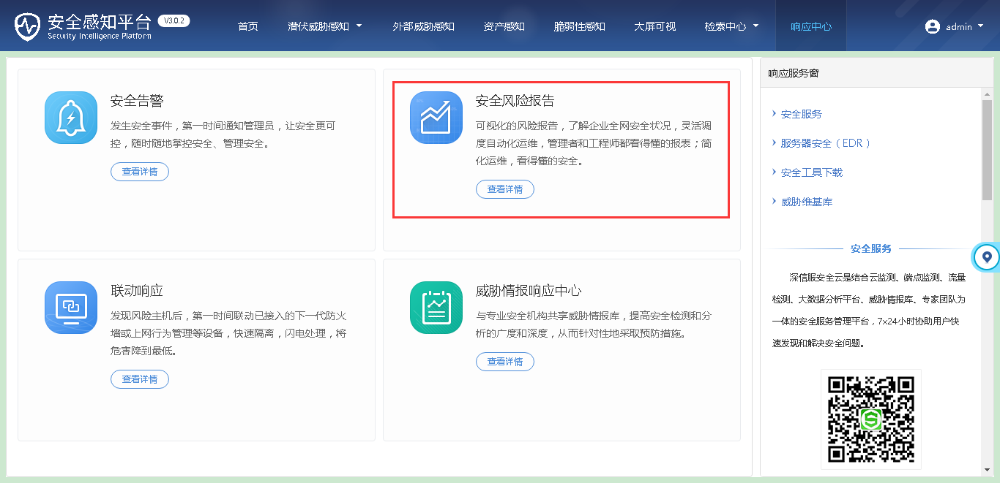 安全感知平台 V3.0.2
Security Intelligence Platform
首页 潜伏威胁感知 外部威胁感知 资产感知 脆弱性感知 大屏可视 检索中心 响应中心 admin
安全告警
发生安全事件，第一时间通知管理员，让安全更可
控，随时随地掌控安全、管理安全。
查看详情
安全风险报告
可视化的风险报告，了解企业全网安全状况，灵活调
度自动化运维，管理者和工程师都看得懂的报表；简
化运维，看得懂的安全。
查看详情
联动响应
发现风险主机后，第一时间联动已接入的下一代防火
墙或上网行为管理等设备，快速隔离，闪电处理，将
危害降到最低。
查看详情
威胁情报响应中心
与专业安全机构共享威胁情报库，提高安全检测和分
析的广度和深度，从而针对性地采取预防措施。
查看详情
响应服务窗
安全服务
服务器安全（EDR）
安全工具下载
威胁维基库
安全服务
深信服安全云是结合云监测、端点监测、流量
检测、大数据分析平台、威胁情报库、专家团队为
一体的安全服务管理平台，7×24小时协助用户快
速发现和解决安全问题。